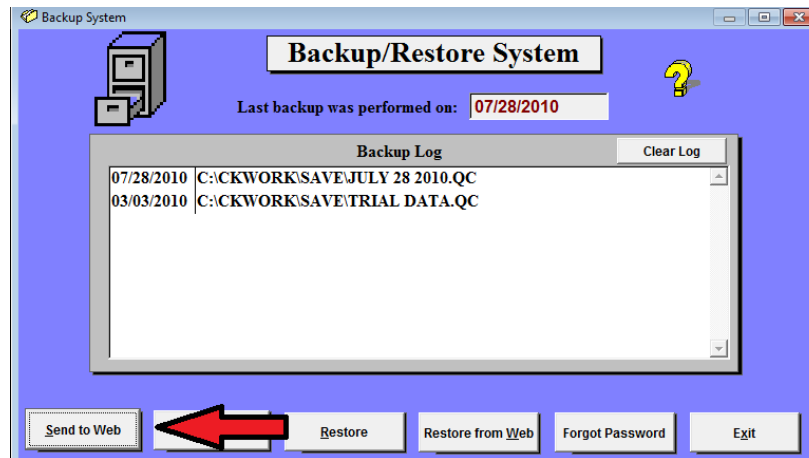 Backup System
Backup/Restore System
Last backup was performed on: 07/28/2010
Backup Log
Clear Log
07/28/2010 C:\CKWORK\SAVE\JULY 28 2010.QC
03/03/2010 C:\CKWORK\SAVE\TRIAL DATA.QC
Send to Web Restore Restore from Web Forgot Password Exit